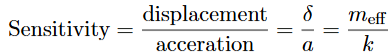 Sensitivity = displacement / acceration = δ / a = m_eff / k